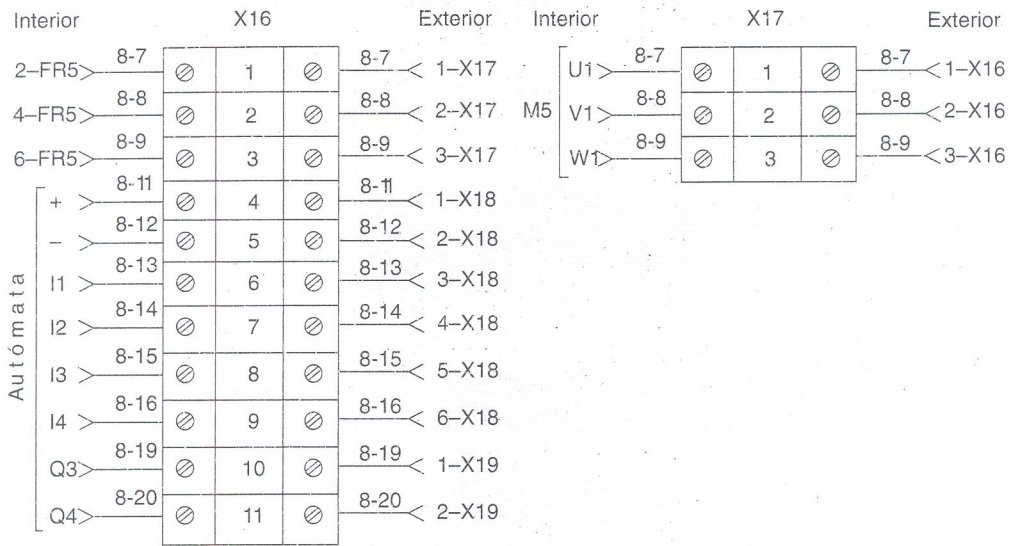 Interior X16 Exterior
2–FR5 8-7 1 8-7 1–X17
4–FR5 8-8 2 8-8 2–X17
6–FR5 8-9 3 8-9 3–X17
Autómata
+ 8-11 4 8-11 1–X18
– 8-12 5 8-12 2–X18
I1 8-13 6 8-13 3–X18
I2 8-14 7 8-14 4–X18
I3 8-15 8 8-15 5–X18
I4 8-16 9 8-16 6–X18
Q3 8-19 10 8-19 1–X19
Q4 8-20 11 8-20 2–X19
Interior X17 Exterior
M5
U1 8-7 1 8-7 1–X16
V1 8-8 2 8-8 2–X16
W1 8-9 3 8-9 3–X16